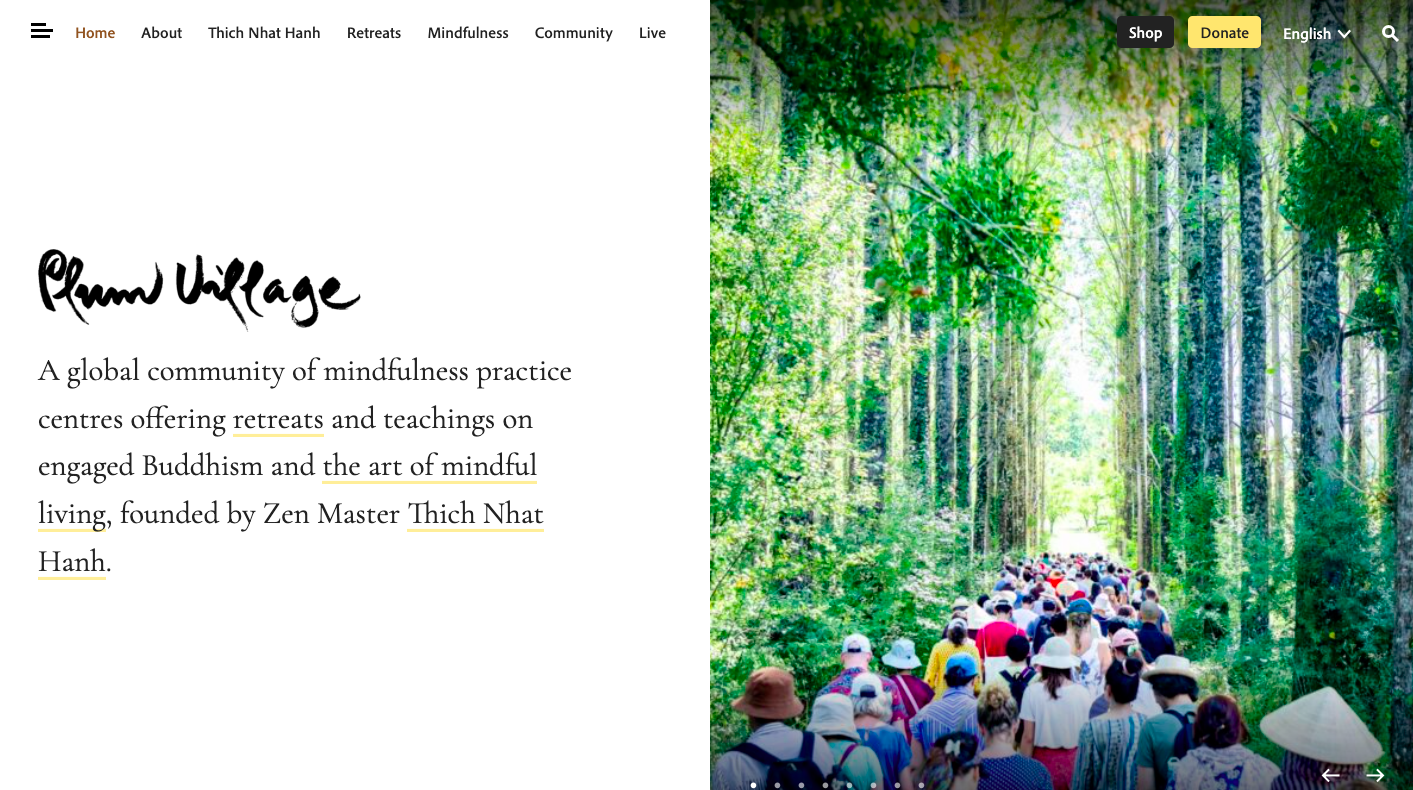 Home About Thich Nhat Hanh Retreats Mindfulness Community Live Shop Donate English
Plum Village
A global community of mindfulness practice
centres offering retreats and teachings on
engaged Buddhism and the art of mindful
living, founded by Zen Master Thich Nhat
Hanh.